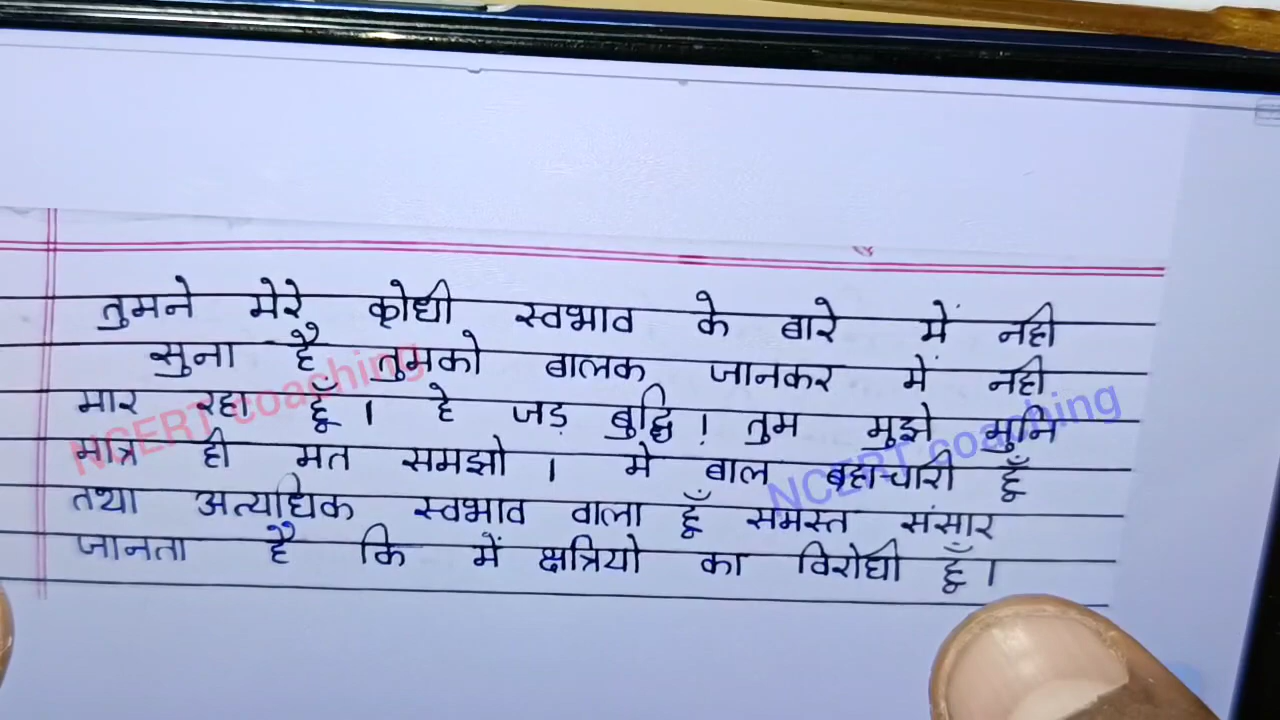 तुमने मेरे क्रोधी स्वभाव के बारे में नही
सुना है तुमको बालक जानकर में नही
मार रहा हूँ । हे जड़ बुद्धि ! तुम मुझे मुनि
मात्र ही मत समझो । मे बाल ब्रह्मचारी हूँ
तथा अत्यधिक स्वभाव वाला हूँ समस्त संसार
जानता है कि में क्षत्रियो का विरोधी हूँ ।
NCERT coaching
NCERT coaching